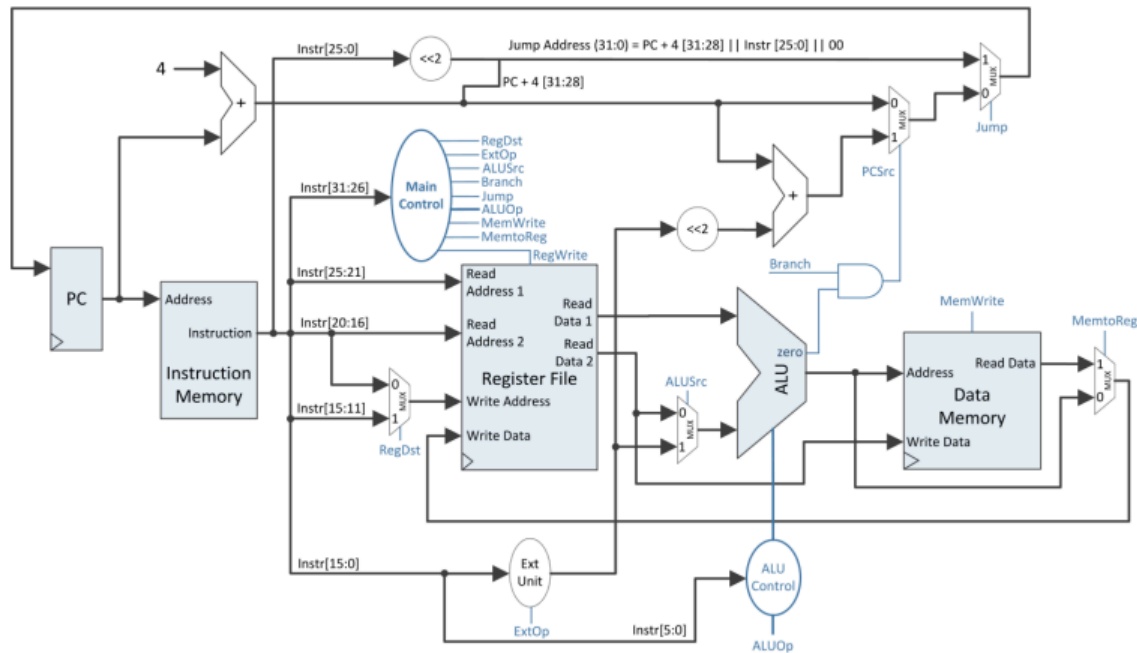 Instr[25:0]
<<2
Jump Address {31:0} = PC + 4 [31:28] || Instr [25:0] || 00
PC + 4 [31:28]
4
+
1
MUX
0
Jump
0
MUX
1
PCSrc
RegDst
ExtOp
ALUSrc
Branch
Jump
ALUOp
MemWrite
MemtoReg
RegWrite
Main
Control
Instr[31:26]
+
<<2
PC
Address
Instruction
Instruction
Memory
Instr[25:21]
Instr[20:16]
Instr[15:11]
0
MUX
1
RegDst
Read
Address 1
Read
Address 2
Read
Data 1
Read
Data 2
Register File
Write Address
Write Data
ALUSrc
0
MUX
1
Branch
zero
ALU
MemWrite
Address
Read Data
Data
Memory
Write Data
MemtoReg
1
MUX
0
Instr[15:0]
Ext
Unit
ExtOp
Instr[5:0]
ALU
Control
ALUOp